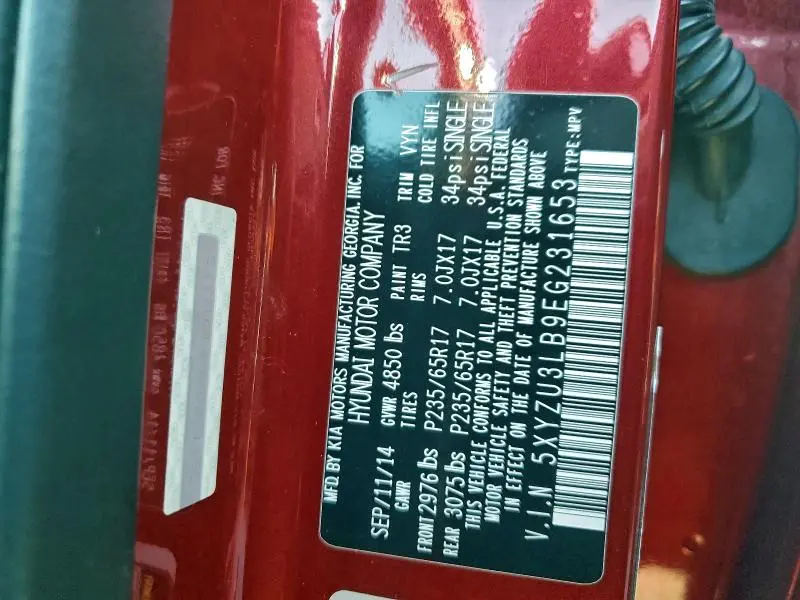 MFD. BY KIA MOTORS MANUFACTURING GEORGIA, INC. FOR
HYUNDAI MOTOR COMPANY
SEP/11/14 GVWR 4850 lbs PAINT TR3 TRIM VYN
GAWR TIRES RIMS COLD TIRE INFL
FRONT 2976 lbs P235/65R17 7.0JX17 34psi SINGLE
REAR 3075 lbs P235/65R17 7.0JX17 34psi SINGLE
THIS VEHICLE CONFORMS TO ALL APPLICABLE U.S.A. FEDERAL
MOTOR VEHICLE SAFETY AND THEFT PREVENTION STANDARDS
IN EFFECT ON THE DATE OF MANUFACTURE SHOWN ABOVE
V.I.N 5XYZU3LB9EG231653 TYPE:MPV